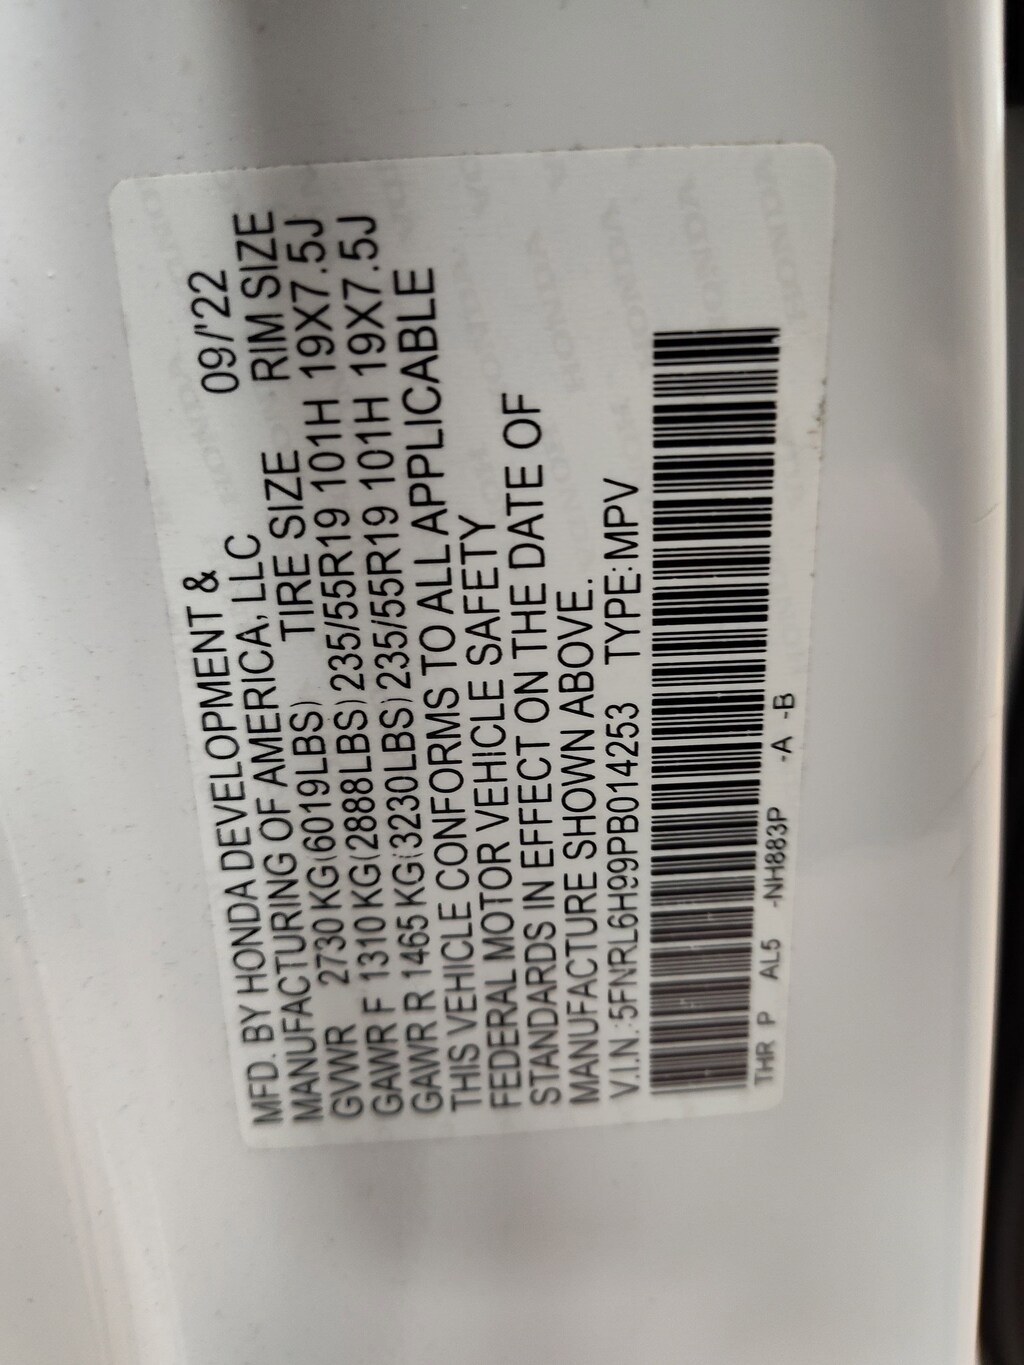 MFD. BY HONDA DEVELOPMENT & 09/'22
MANUFACTURING OF AMERICA, LLC RIM SIZE
TIRE SIZE
GVWR 2730 KG(6019LBS)
GAWR F 1310 KG(2888LBS) 235/55R19 101H 19X7.5J
GAWR R 1465 KG(3230LBS) 235/55R19 101H 19X7.5J
THIS VEHICLE CONFORMS TO ALL APPLICABLE
FEDERAL MOTOR VEHICLE SAFETY
STANDARDS IN EFFECT ON THE DATE OF
MANUFACTURE SHOWN ABOVE.
V.I.N.:5FNRL6H99PB014253 TYPE:MPV
THR P AL5 -NH883P -A -B